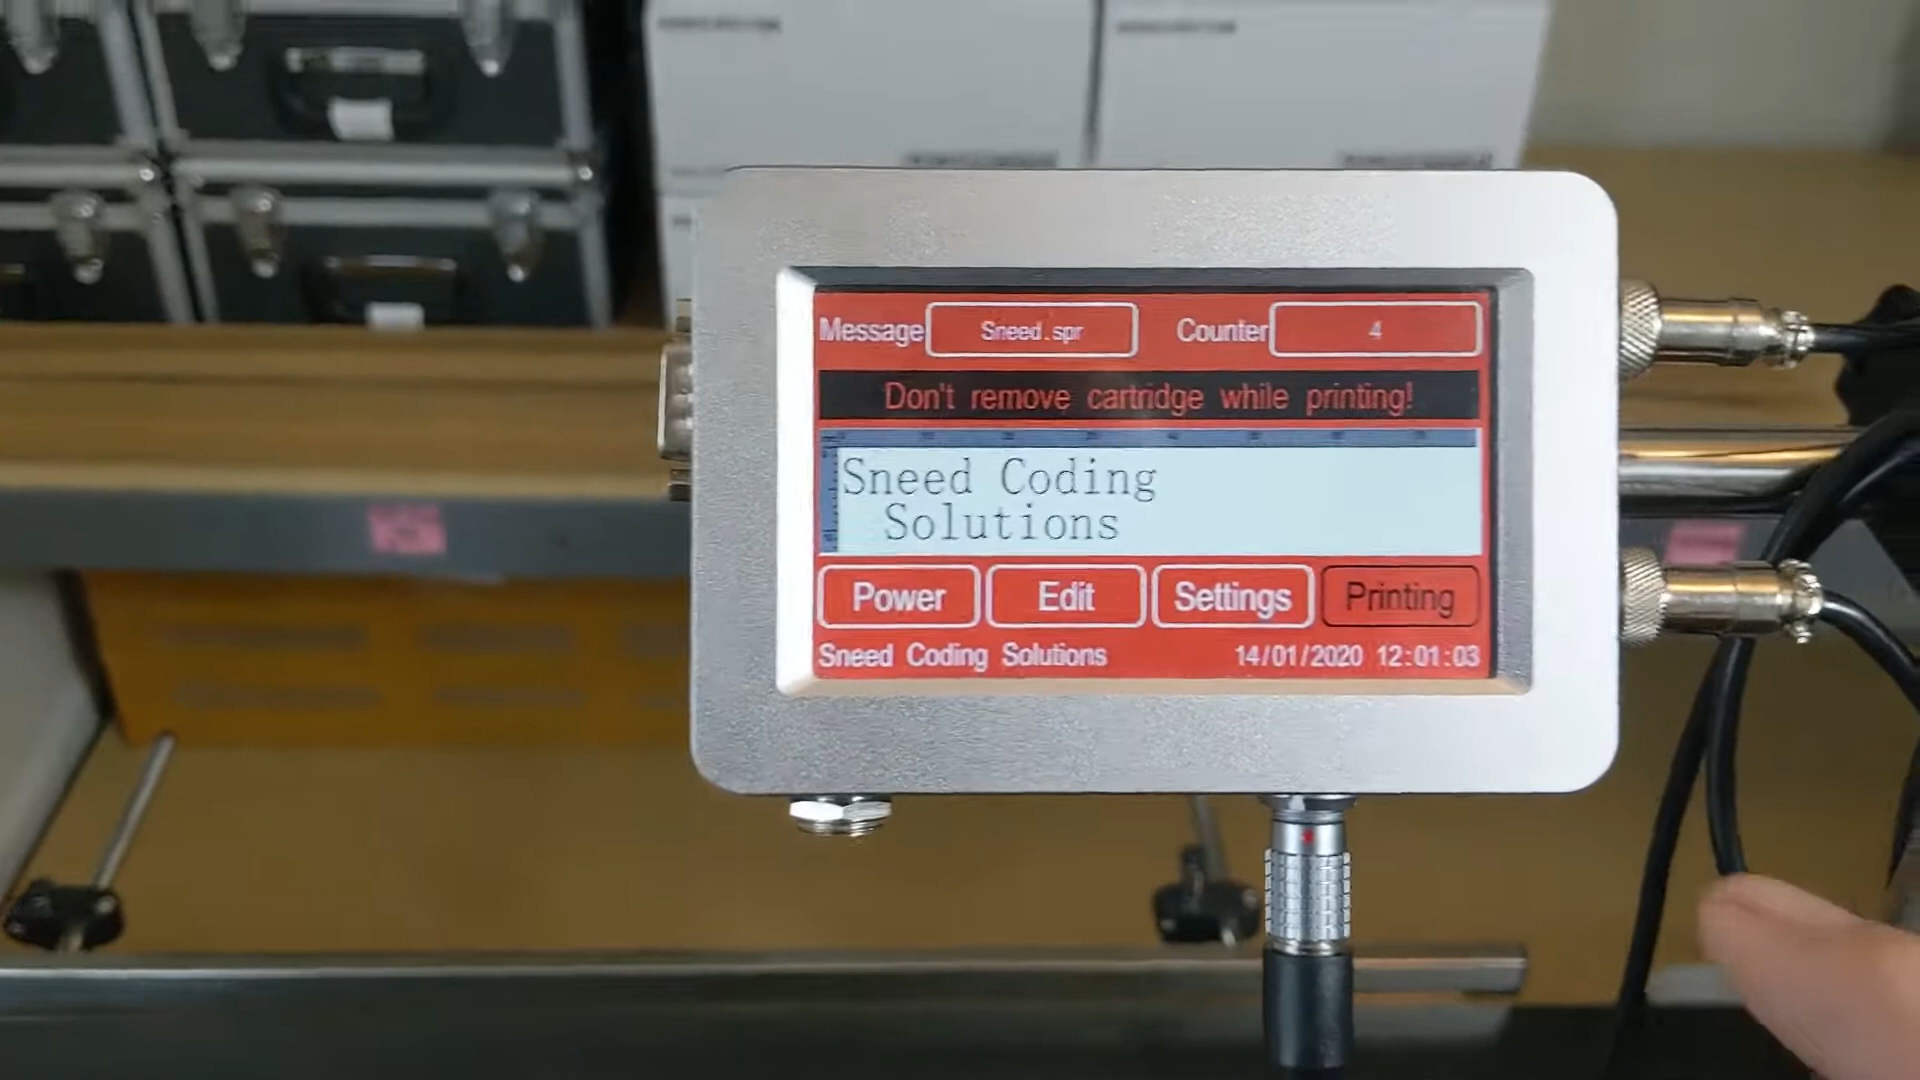 Message Sneed.spr Counter 4
Don't remove cartridge while printing!
Sneed Coding
Solutions
Power Edit Settings Printing
Sneed Coding Solutions 14/01/2020 12:01:03